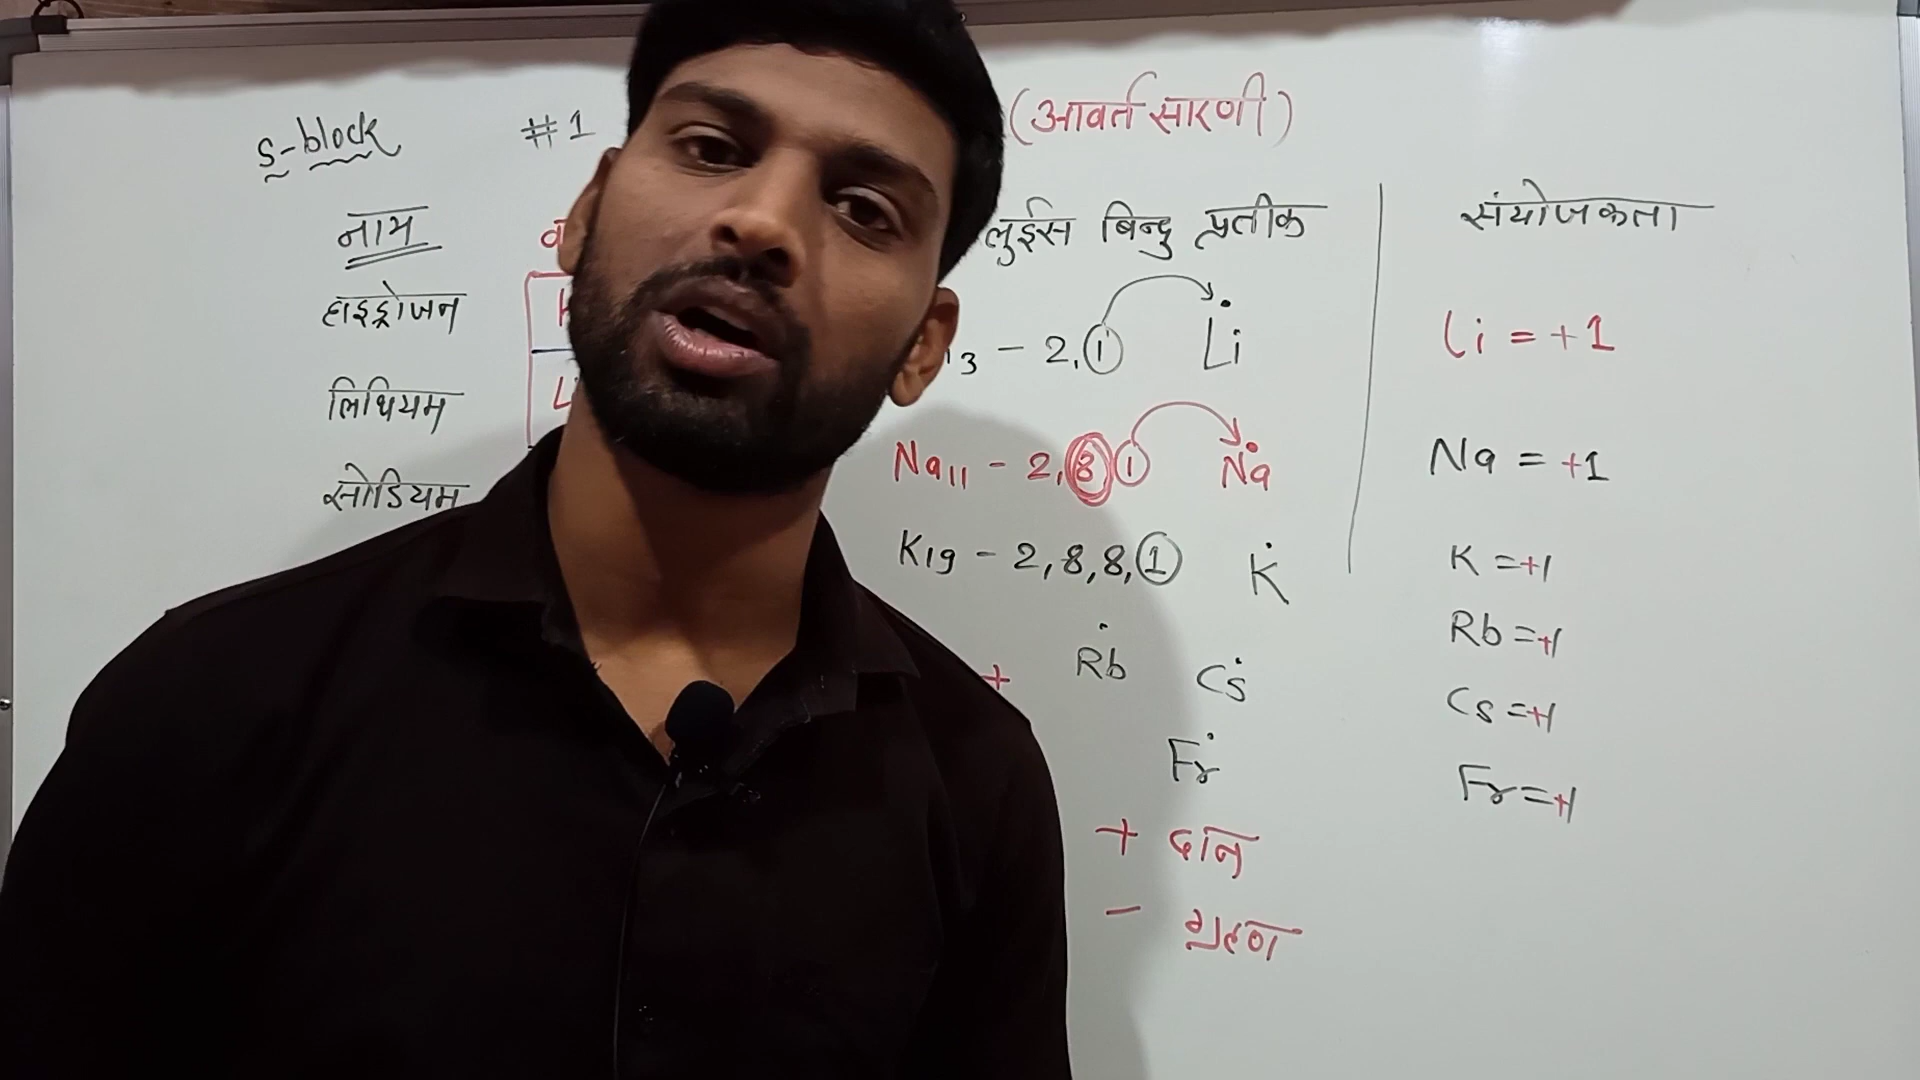 s-block #1 (आवर्त सारणी)
नाम लुईस बिन्दु प्रतीक संयोजकता
हाइड्रोजन
3 - 2,1 Li Li = +1
लिथियम
Na11 - 2,8,1 Na Na = +1
सोडियम
K19 - 2,8,8,1 K K = +1
+ Rb Cs Rb = +1
Cs = +1
Fr Fr = +1
+ दान
- ग्रहण